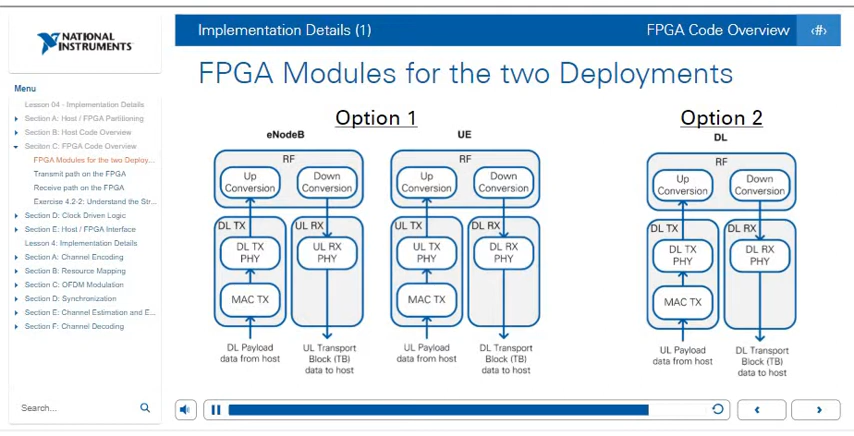 NATIONAL
INSTRUMENTS
Implementation Details (1)
FPGA Code Overview
‹#›
Menu
Lesson 04 - Implementation Details
Section A: Host / FPGA Partitioning
Section B: Host Code Overview
Section C: FPGA Code Overview
FPGA Modules for the two Deploy...
Transmit path on the FPGA
Receive path on the FPGA
Exercise 4.2-2: Understand the Str...
Section D: Clock Driven Logic
Section E: Host / FPGA Interface
Lesson 4: Implementation Details
Section A: Channel Encoding
Section B: Resource Mapping
Section C: OFDM Modulation
Section D: Synchronization
Section E: Channel Estimation and E...
Section F: Channel Decoding
Search...
FPGA Modules for the two Deployments
Option 1
eNodeB
RF
Up
Conversion
Down
Conversion
DL TX
DL TX
PHY
MAC TX
DL Payload
data from host
UL RX
UL RX
PHY
UL Transport
Block (TB)
data to host
UE
RF
Up
Conversion
Down
Conversion
UL TX
UL TX
PHY
MAC TX
UL Payload
data from host
DL RX
DL RX
PHY
DL Transport
Block (TB)
data to host
Option 2
DL
RF
Up
Conversion
Down
Conversion
DL TX
DL TX
PHY
MAC TX
UL Payload
data from host
DL RX
DL RX
PHY
DL Transport
Block (TB)
data to host